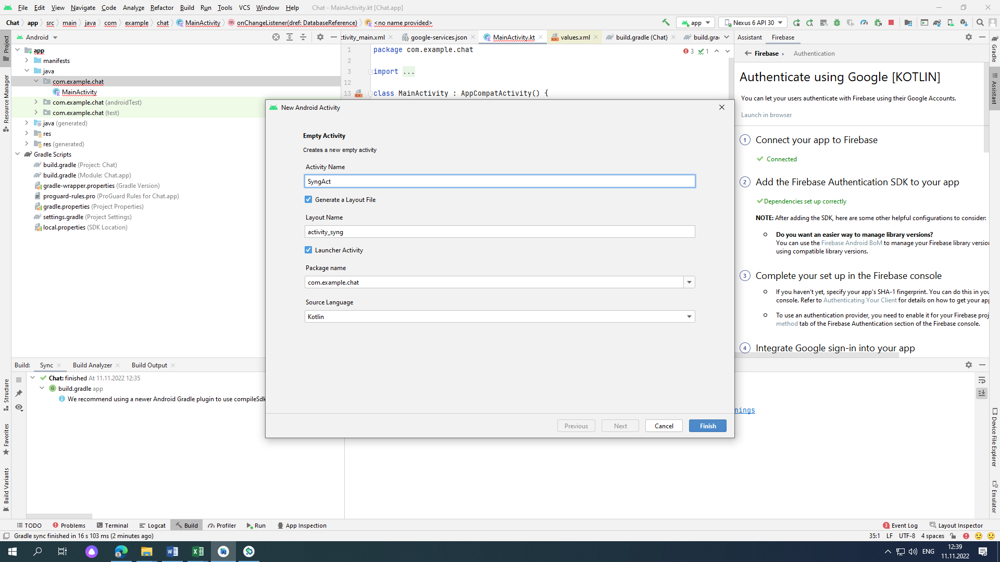 File Edit View Navigate Code Analyze Refactor Build Run Tools VCS Window Help Chat - MainActivity.kt [Chat.app]
Chat app src main java com example chat MainActivity onChangeListener(dref: DatabaseReference) <no name provided> app Nexus 6 API 30
Android ctivity_main.xml google-services.json MainActivity.kt values.xml build.gradle (Chat) build.gra Assistant Firebase
Project
Resource Manager
Structure
Favorites
Build Variants
app
manifests
java
com.example.chat
MainActivity
com.example.chat (androidTest)
com.example.chat (test)
java (generated)
res
res (generated)
Gradle Scripts
build.gradle (Project: Chat)
build.gradle (Module: Chat.app)
gradle-wrapper.properties (Gradle Version)
proguard-rules.pro (ProGuard Rules for Chat.app)
gradle.properties (Project Properties)
settings.gradle (Project Settings)
local.properties (SDK Location)
1 package com.example.chat 3 1
2
3 import ...
12
13 class MainActivity : AppCompatActivity() {
New Android Activity
Empty Activity
Creates a new empty activity
Activity Name
SyngAct
Generate a Layout File
Layout Name
activity_syng
Launcher Activity
Package name
com.example.chat
Source Language
Kotlin
Previous Next Cancel Finish
Firebase › Authentication
Authenticate using Google [KOTLIN]
You can let your users authenticate with Firebase using their Google Accounts.
Launch in browser
1 Connect your app to Firebase
Connected
2 Add the Firebase Authentication SDK to your app
Dependencies set up correctly
NOTE: After adding the SDK, here are some other helpful configurations to consider:
Do you want an easier way to manage library versions?
You can use the Firebase Android BoM to manage your Firebase library version
using compatible library versions.
3 Complete your set up in the Firebase console
If you haven't yet, specify your app's SHA-1 fingerprint. You can do this in you
console. Refer to Authenticating Your Client for details on how to get your app
To use an authentication provider, you need to enable it for your Firebase proj
method tab of the Firebase Authentication section of the Firebase console.
4 Integrate Google sign-in into your app
Gradle
Assistant
Device File Explorer
Emulator
Build: Sync Build Analyzer Build Output
Chat: finished At 11.11.2022 12:35
build.gradle app
We recommend using a newer Android Gradle plugin to use compileSdk
nings
TODO Problems Terminal Logcat Build Profiler Run App Inspection 3 Event Log Layout Inspector
Gradle sync finished in 16 s 103 ms (2 minutes ago) 35:1 LF UTF-8 4 spaces
ENG 12:39
11.11.2022